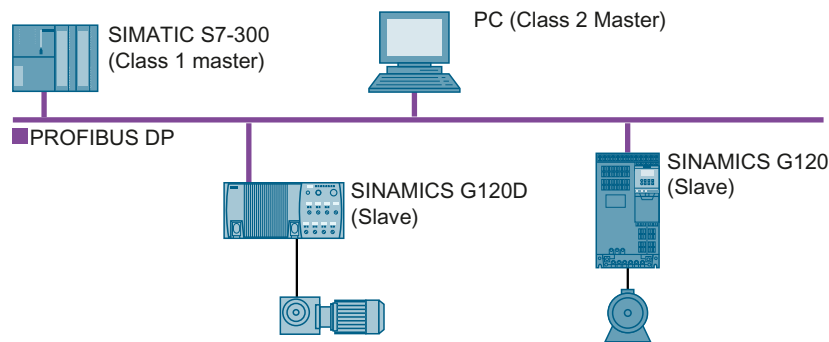 SIMATIC S7-300
(Class 1 master)
PC (Class 2 Master)
PROFIBUS DP
SINAMICS G120D
(Slave)
SINAMICS G120
(Slave)